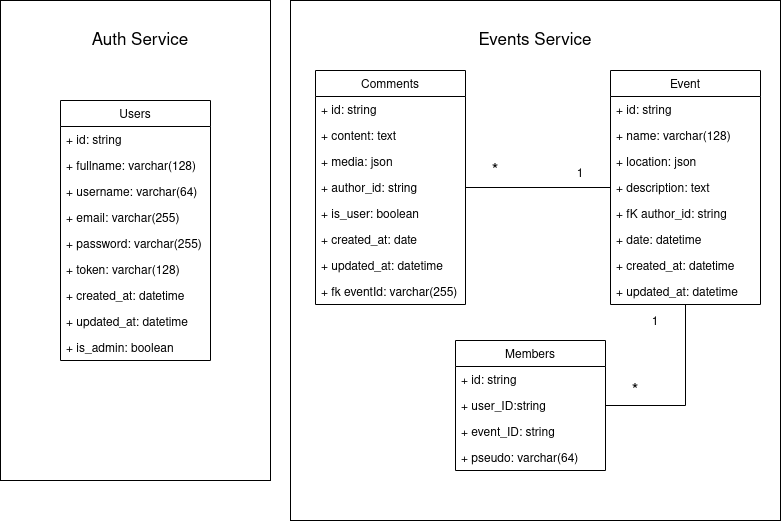 Auth Service
Users
+ id: string
+ fullname: varchar(128)
+ username: varchar(64)
+ email: varchar(255)
+ password: varchar(255)
+ token: varchar(128)
+ created_at: datetime
+ updated_at: datetime
+ is_admin: boolean
Events Service
Comments
+ id: string
+ content: text
+ media: json
+ author_id: string
+ is_user: boolean
+ created_at: date
+ updated_at: datetime
+ fk eventId: varchar(255)
*
1
Event
+ id: string
+ name: varchar(128)
+ location: json
+ description: text
+ fK author_id: string
+ date: datetime
+ created_at: datetime
+ updated_at: datetime
1
*
Members
+ id: string
+ user_ID:string
+ event_ID: string
+ pseudo: varchar(64)